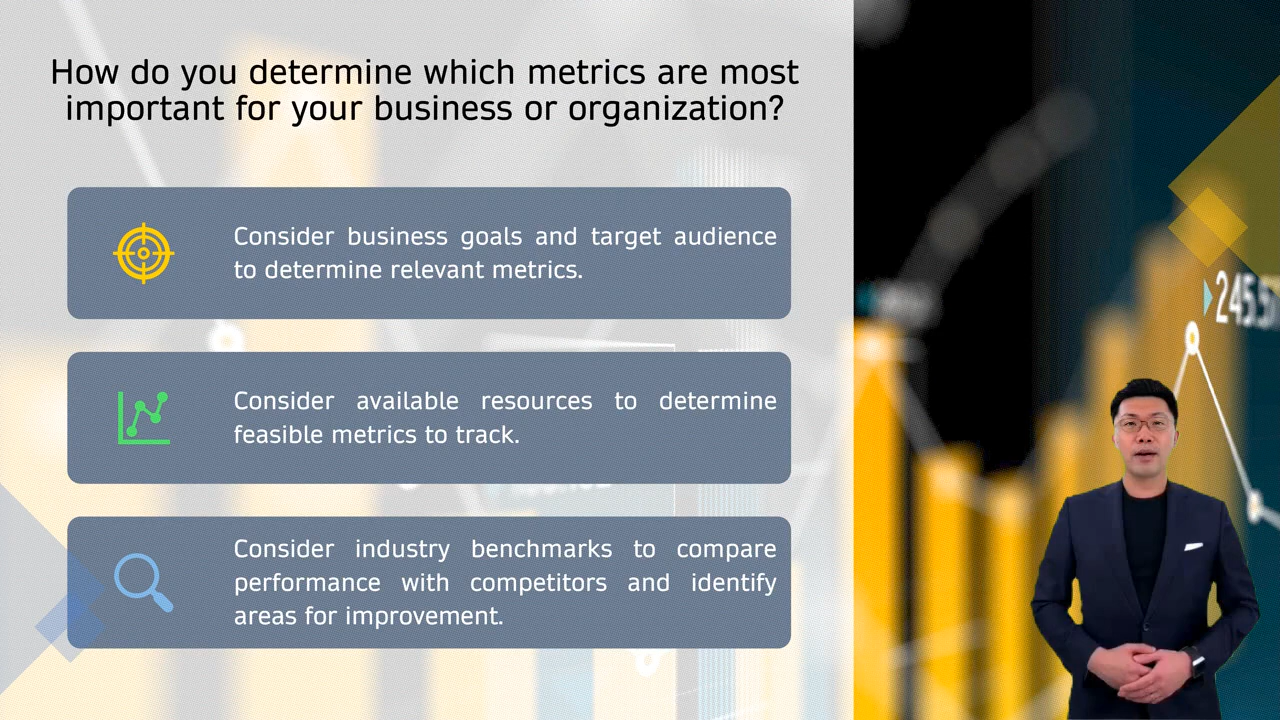 How do you determine which metrics are most
important for your business or organization?
Consider business goals and target audience
to determine relevant metrics.
Consider available resources to determine
feasible metrics to track.
Consider industry benchmarks to compare
performance with competitors and identify
areas for improvement.